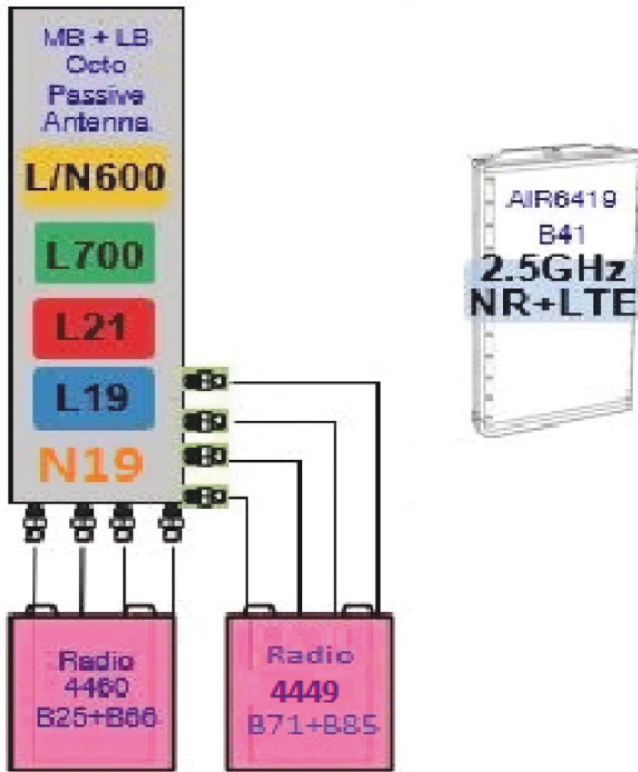 MB + LB
Octo
Passive
Antenna
L/N600
L700
L21
L19
N19
AIR6419
B41
2.5GHz
NR+LTE
Radio
4460
B25+B66
Radio
4449
B71+B85